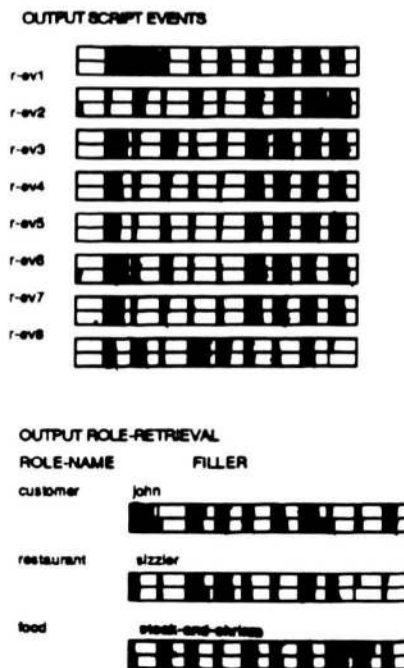 OUTPUT SCRIPT EVENTS
r-ev1
r-ev2
r-ev3
r-ev4
r-ev5
r-ev6
r-ev7
r-ev8
OUTPUT ROLE-RETRIEVAL
ROLE-NAME FILLER
customer john
restaurant sizzler
food steak-and-shrimp